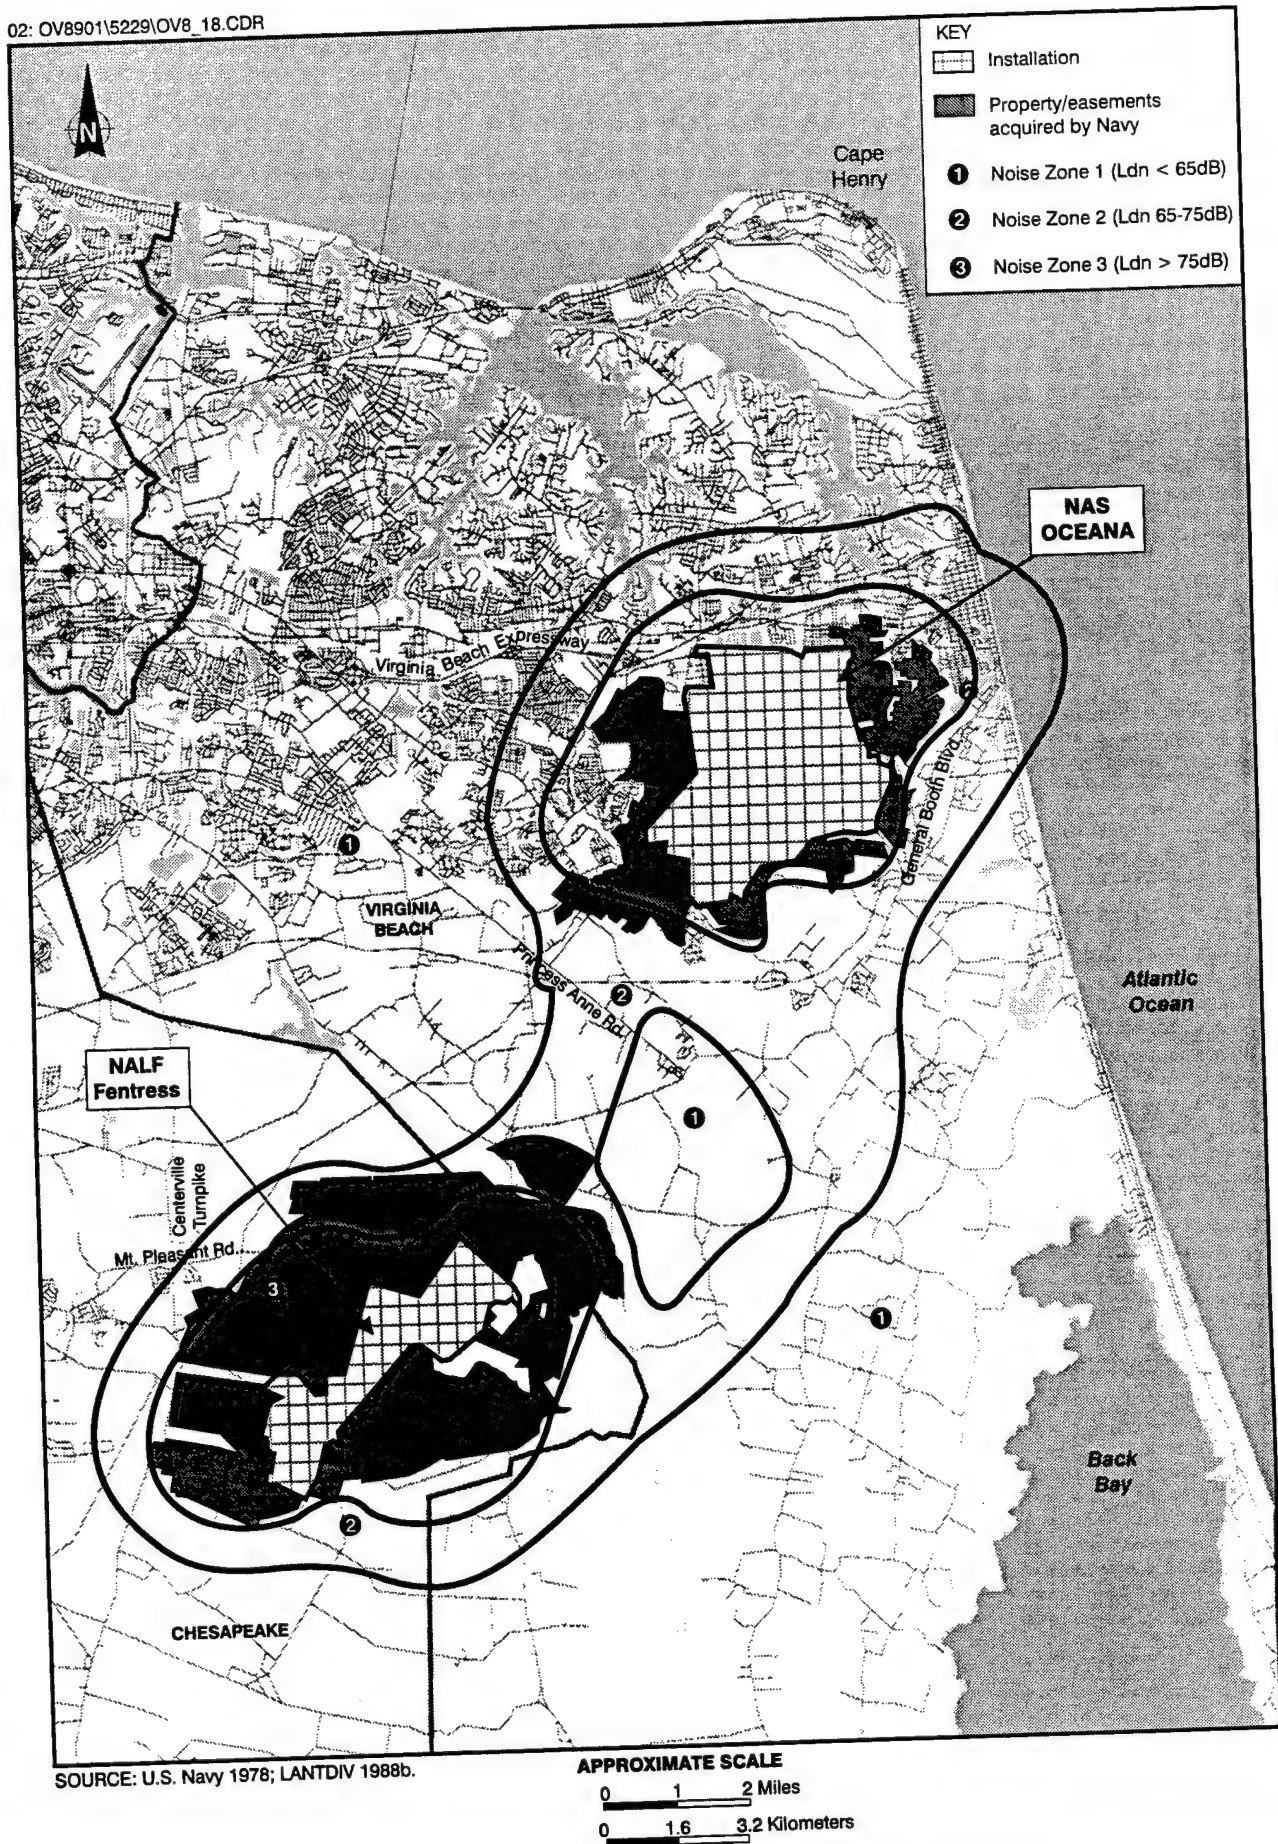 02: OV8901\5229\OV8_18.CDR
KEY
Installation
Property/easements
acquired by Navy
1 Noise Zone 1 (Ldn < 65dB)
2 Noise Zone 2 (Ldn 65-75dB)
3 Noise Zone 3 (Ldn > 75dB)
N
Cape
Henry
NAS
OCEANA
Virginia Beach Expressway
General Booth Blvd.
1
VIRGINIA
BEACH
Princess Anne Rd.
2
Atlantic
Ocean
NALF
Fentress
1
Centerville
Turnpike
Mt. Pleasant Rd.
3
1
Back
Bay
2
CHESAPEAKE
SOURCE: U.S. Navy 1978; LANTDIV 1988b.
APPROXIMATE SCALE
0 1 2 Miles
0 1.6 3.2 Kilometers